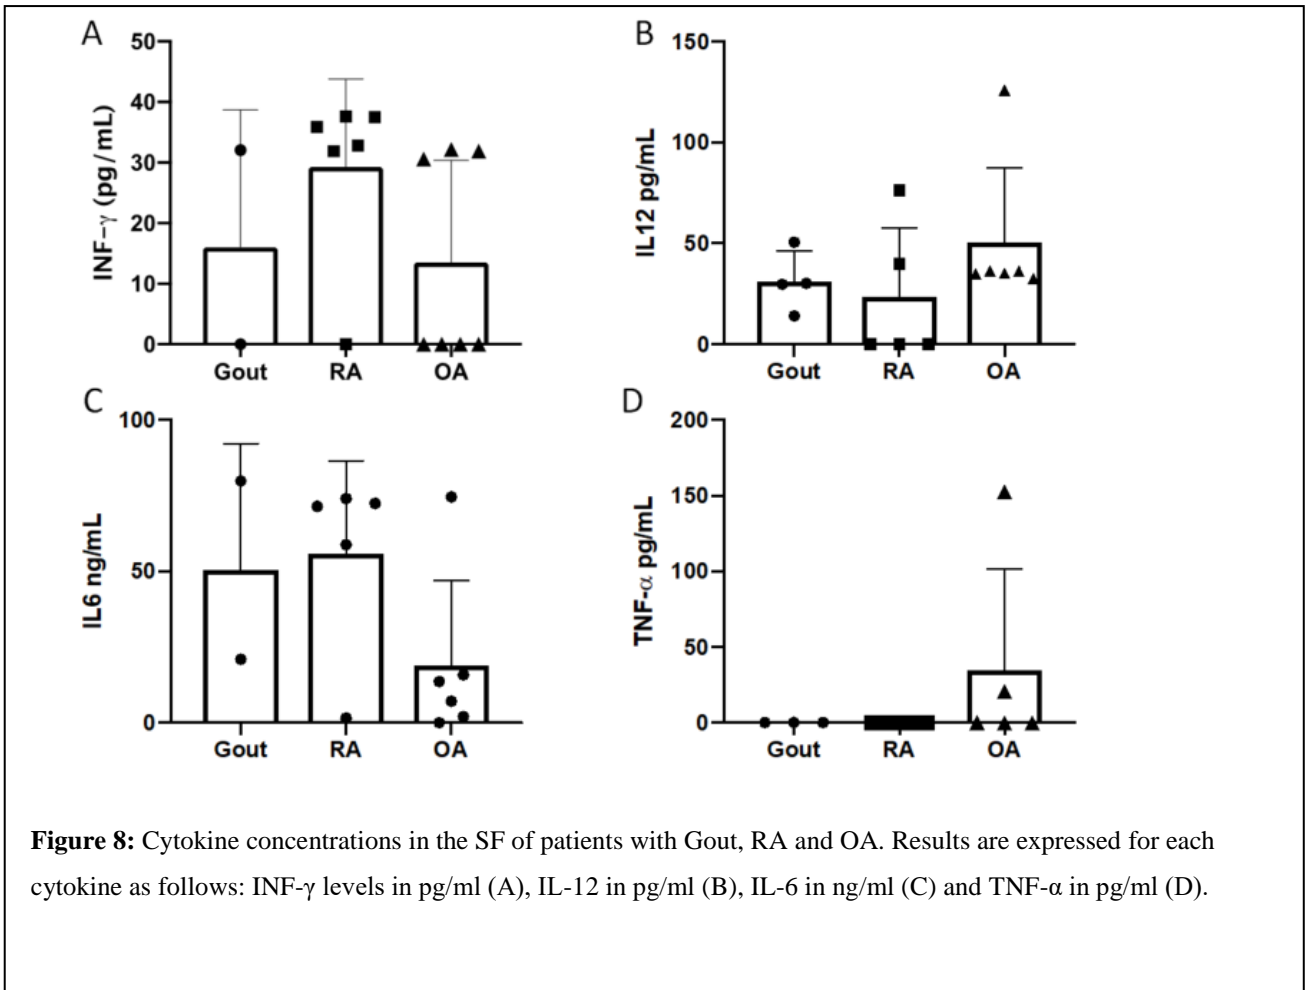 A
50
40
30
20
10
0
INF-γ (pg/mL)
Gout RA OA
B
150
100
50
0
IL12 pg/mL
Gout RA OA
C
100
50
0
IL6 ng/mL
Gout RA OA
D
200
150
100
50
0
TNF-α pg/mL
Gout RA OA
Figure 8: Cytokine concentrations in the SF of patients with Gout, RA and OA. Results are expressed for each
cytokine as follows: INF-γ levels in pg/ml (A), IL-12 in pg/ml (B), IL-6 in ng/ml (C) and TNF-α in pg/ml (D).